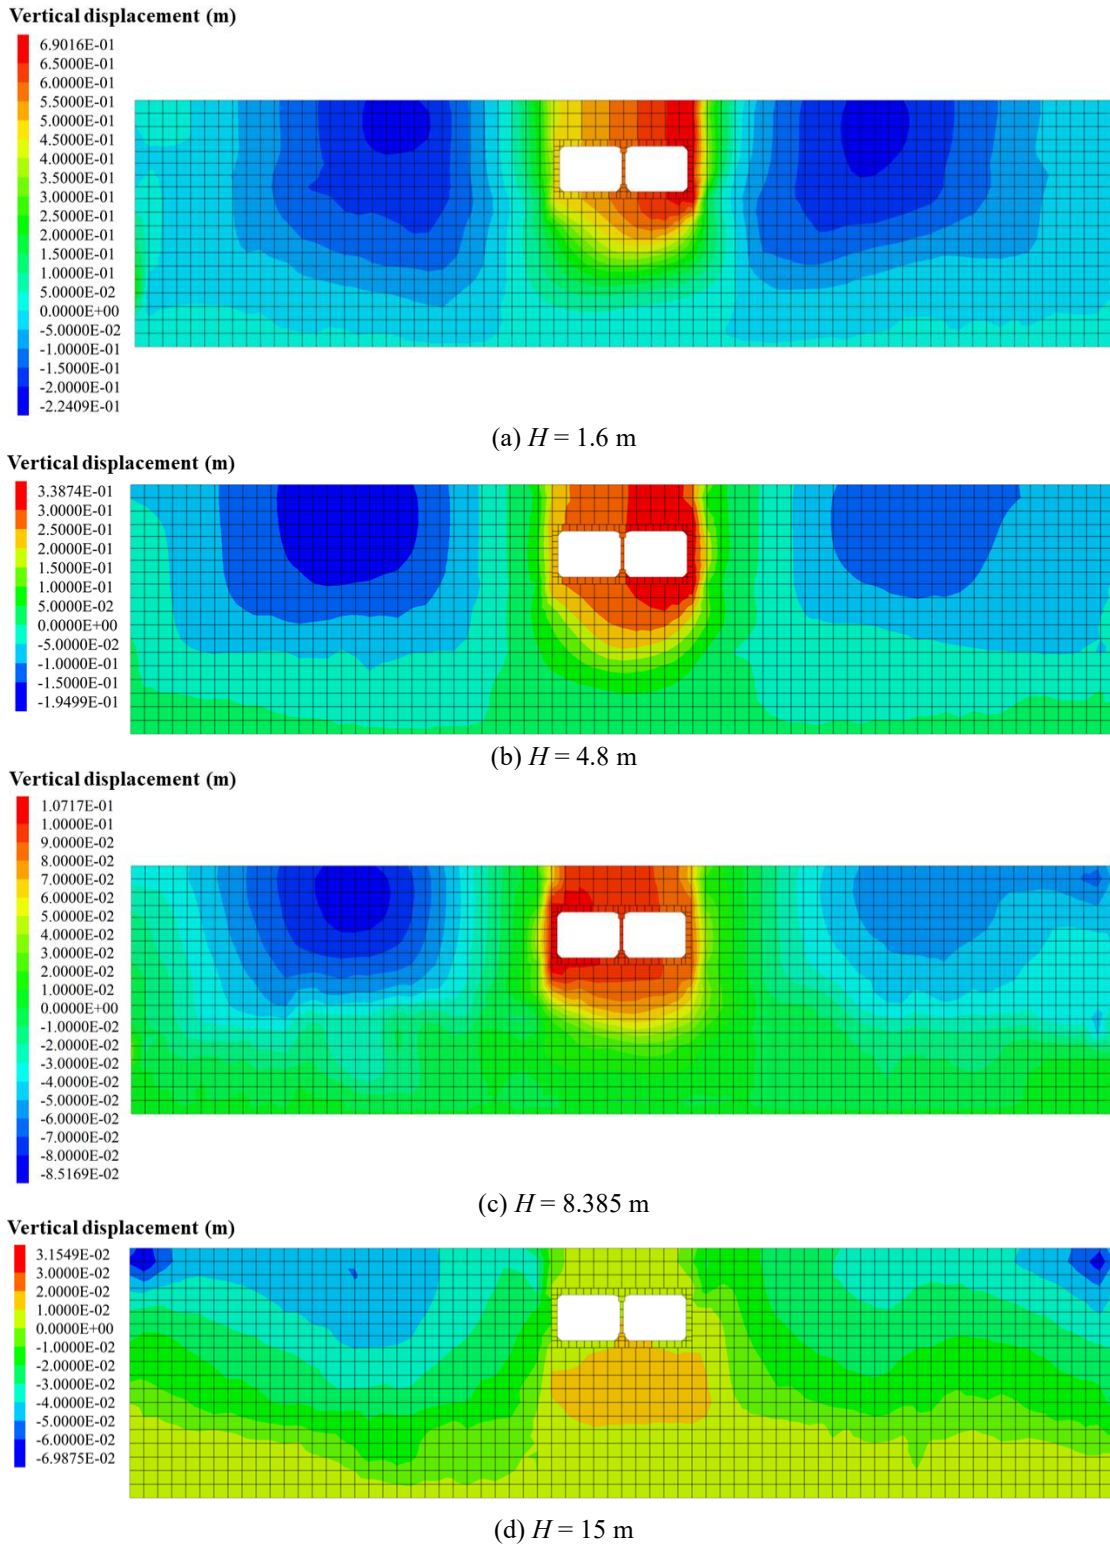 Vertical displacement (m)
6.9016E-01
6.5000E-01
6.0000E-01
5.5000E-01
5.0000E-01
4.5000E-01
4.0000E-01
3.5000E-01
3.0000E-01
2.5000E-01
2.0000E-01
1.5000E-01
1.0000E-01
5.0000E-02
0.0000E+00
-5.0000E-02
-1.0000E-01
-1.5000E-01
-2.0000E-01
-2.2409E-01
(a) H = 1.6 m
Vertical displacement (m)
3.3874E-01
3.0000E-01
2.5000E-01
2.0000E-01
1.5000E-01
1.0000E-01
5.0000E-02
0.0000E+00
-5.0000E-02
-1.0000E-01
-1.5000E-01
-1.9499E-01
(b) H = 4.8 m
Vertical displacement (m)
1.0717E-01
1.0000E-01
9.0000E-02
8.0000E-02
7.0000E-02
6.0000E-02
5.0000E-02
4.0000E-02
3.0000E-02
2.0000E-02
1.0000E-02
0.0000E+00
-1.0000E-02
-2.0000E-02
-3.0000E-02
-4.0000E-02
-5.0000E-02
-6.0000E-02
-7.0000E-02
-8.0000E-02
-8.5169E-02
(c) H = 8.385 m
Vertical displacement (m)
3.1549E-02
3.0000E-02
2.0000E-02
1.0000E-02
0.0000E+00
-1.0000E-02
-2.0000E-02
-3.0000E-02
-4.0000E-02
-5.0000E-02
-6.0000E-02
-6.9875E-02
(d) H = 15 m